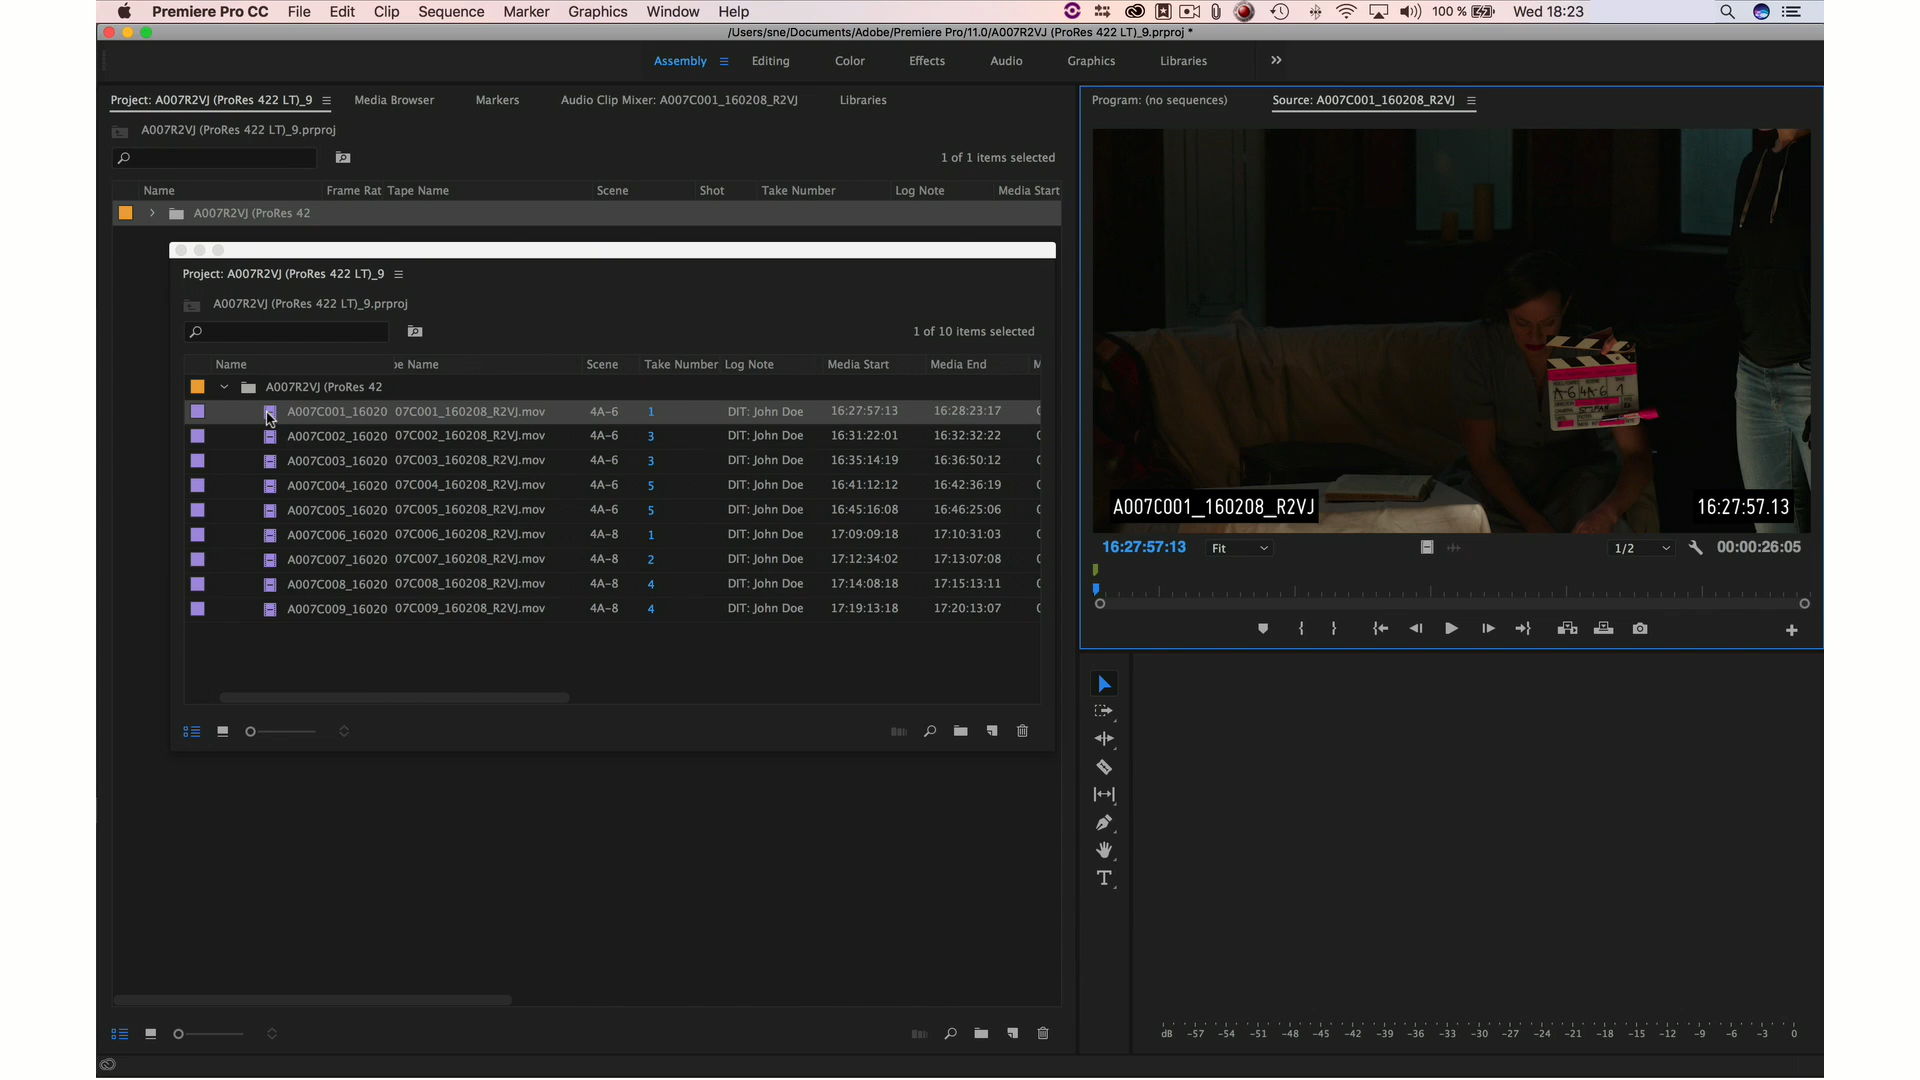 Premiere Pro CC File Edit Clip Sequence Marker Graphics Window Help 100 % Wed 18:23
/Users/sne/Documents/Adobe/Premiere Pro/11.0/A007R2VJ (ProRes 422 LT)_9.prproj *
Assembly Editing Color Effects Audio Graphics Libraries
Project: A007R2VJ (ProRes 422 LT)_9 Media Browser Markers Audio Clip Mixer: A007C001_160208_R2VJ Libraries
A007R2VJ (ProRes 422 LT)_9.prproj
1 of 1 items selected
Name Frame Rat Tape Name Scene Shot Take Number Log Note Media Start
A007R2VJ (ProRes 42
Project: A007R2VJ (ProRes 422 LT)_9
A007R2VJ (ProRes 422 LT)_9.prproj
1 of 10 items selected
Name pe Name Scene Take Number Log Note Media Start Media End M
A007R2VJ (ProRes 42
A007C001_16020 07C001_160208_R2VJ.mov 4A-6 1 DIT: John Doe 16:27:57:13 16:28:23:17
A007C002_16020 07C002_160208_R2VJ.mov 4A-6 3 DIT: John Doe 16:31:22:01 16:32:32:22
A007C003_16020 07C003_160208_R2VJ.mov 4A-6 3 DIT: John Doe 16:35:14:19 16:36:50:12
A007C004_16020 07C004_160208_R2VJ.mov 4A-6 5 DIT: John Doe 16:41:12:12 16:42:36:19
A007C005_16020 07C005_160208_R2VJ.mov 4A-6 5 DIT: John Doe 16:45:16:08 16:46:25:06
A007C006_16020 07C006_160208_R2VJ.mov 4A-8 1 DIT: John Doe 17:09:09:18 17:10:31:03
A007C007_16020 07C007_160208_R2VJ.mov 4A-8 2 DIT: John Doe 17:12:34:02 17:13:07:08
A007C008_16020 07C008_160208_R2VJ.mov 4A-8 4 DIT: John Doe 17:14:08:18 17:15:13:11
A007C009_16020 07C009_160208_R2VJ.mov 4A-8 4 DIT: John Doe 17:19:13:18 17:20:13:07
Program: (no sequences) Source: A007C001_160208_R2VJ
A007C001_160208_R2VJ 16:27:57.13
16:27:57:13 Fit 1/2 00:00:26:05
T
dB -57 -54 -51 -48 -45 -42 -39 -36 -33 -30 -27 -24 -21 -18 -15 -12 -9 -6 -3 0